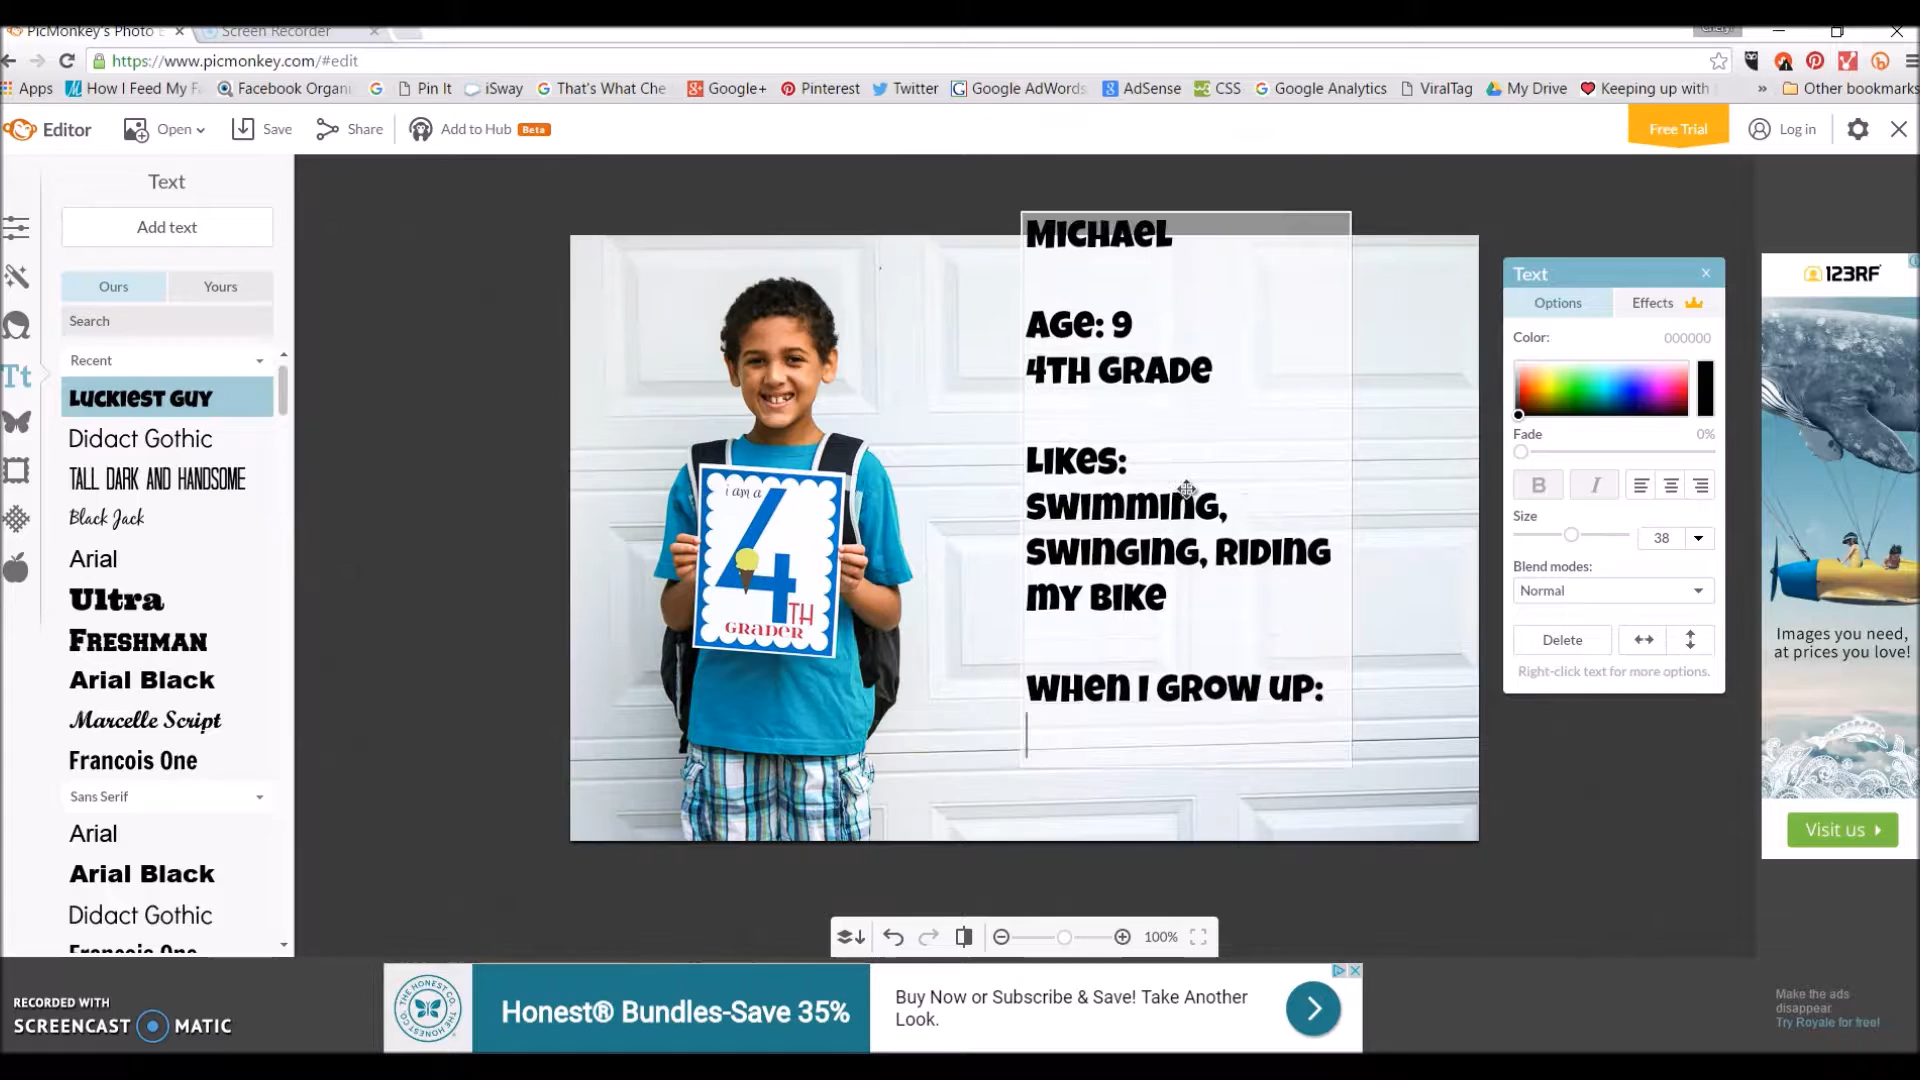 PicMonkey's Photo E
Screen Recorder
https://www.picmonkey.com/#edit
Apps
How I Feed My F
Facebook Organi
Pin It
iSway
That's What Che
Google+
Pinterest
Twitter
Google AdWords
AdSense
CSS
Google Analytics
ViralTag
My Drive
Keeping up with
»
Other bookmarks
Editor
Open
Save
Share
Add to Hub
Beta
Free Trial
Log in
Text
Add text
Ours
Yours
Search
Recent
Luckiest Guy
Didact Gothic
TALL DARK AND HANDSOME
Black Jack
Arial
Ultra
FRESHMAN
Arial Black
Marcelle Script
Francois One
Sans Serif
Arial
Arial Black
Didact Gothic
Francois One
Tt
Michael
Age: 9
4th Grade
Likes:
Swimming,
Swinging, Riding
my bike
When I grow up:
i am a
4
TH
GRADER
Text
Options
Effects
Color:
000000
Fade
0%
B
I
Size
38
Blend modes:
Normal
Delete
Right-click text for more options.
123RF
Images you need,
at prices you love!
Visit us
100%
RECORDED WITH
SCREENCAST MATIC
THE HONEST CO.
Honest® Bundles-Save 35%
Buy Now or Subscribe & Save! Take Another
Look.
Make the ads
disappear
Try Royale for free!